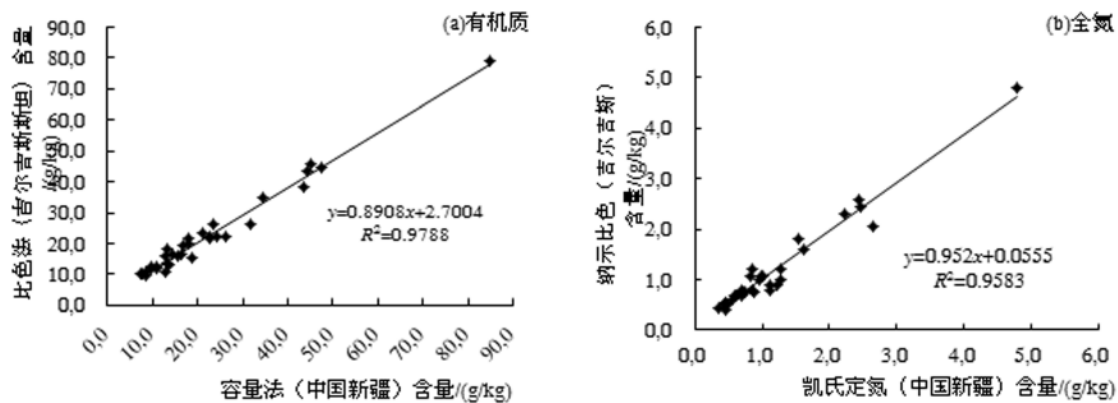 (a)有机质
比色法（吉尔吉斯斯坦）含量
/(g/kg)
90,0
80,0
70,0
60,0
50,0
40,0
30,0
20,0
10,0
0,0
y=0.8908x+2.7004
R²=0.9788
0,0 10,0 20,0 30,0 40,0 50,0 60,0 70,0 80,0 90,0
容量法（中国新疆）含量/(g/kg)
(b)全氮
纳示比色（吉尔吉斯）
含量/(g/kg)
6,0
5,0
4,0
3,0
2,0
1,0
0,0
y=0.952x+0.0555
R²=0.9583
0,0 1,0 2,0 3,0 4,0 5,0 6,0
凯氏定氮（中国新疆）含量/(g/kg)